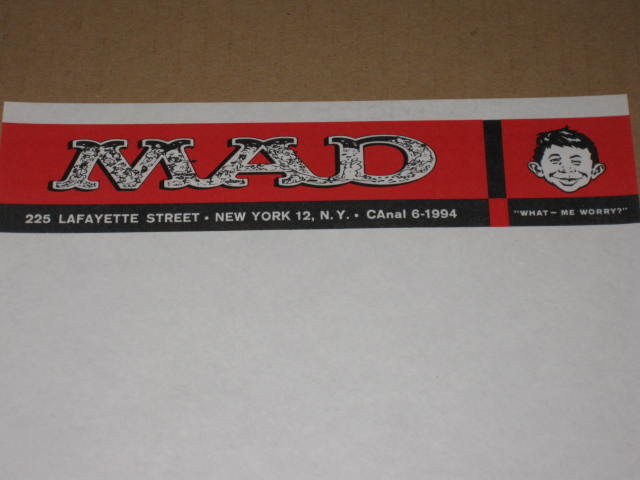 MAD
225 LAFAYETTE STREET • NEW YORK 12, N.Y. • CAnal 6-1994
"WHAT — ME WORRY?"